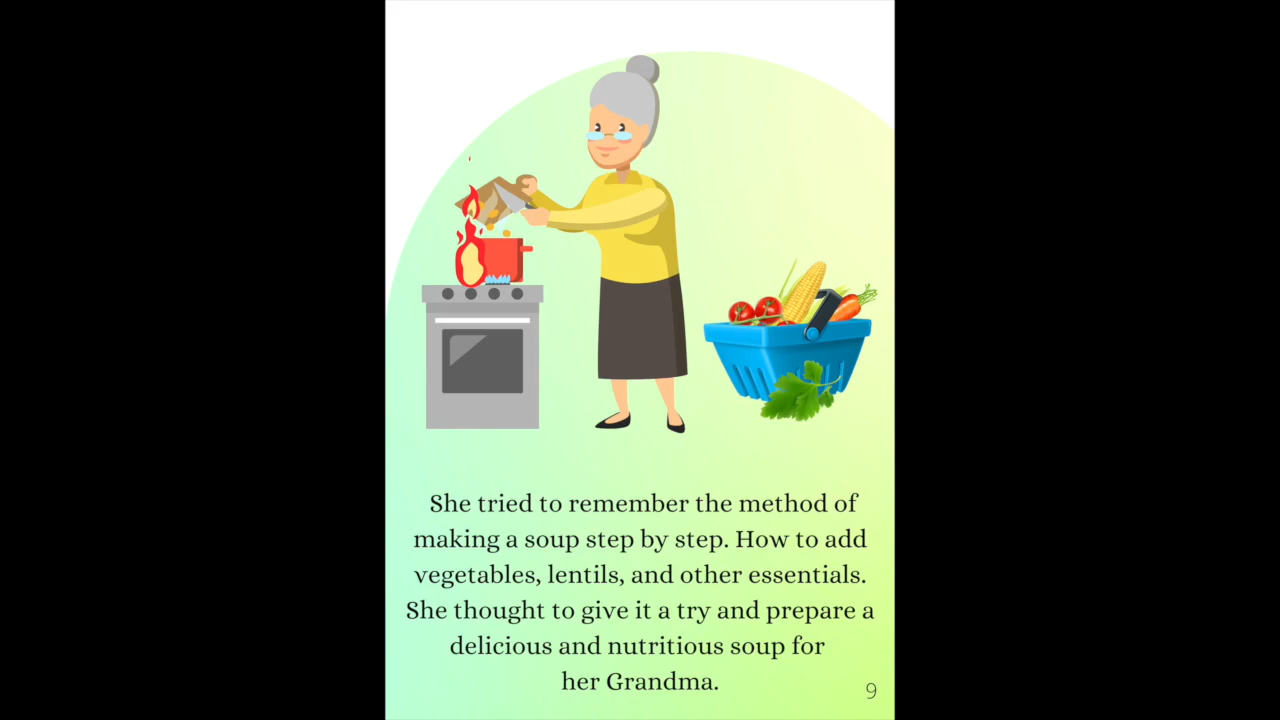 She tried to remember the method of
making a soup step by step. How to add
vegetables, lentils, and other essentials.
She thought to give it a try and prepare a
delicious and nutritious soup for
her Grandma.
9